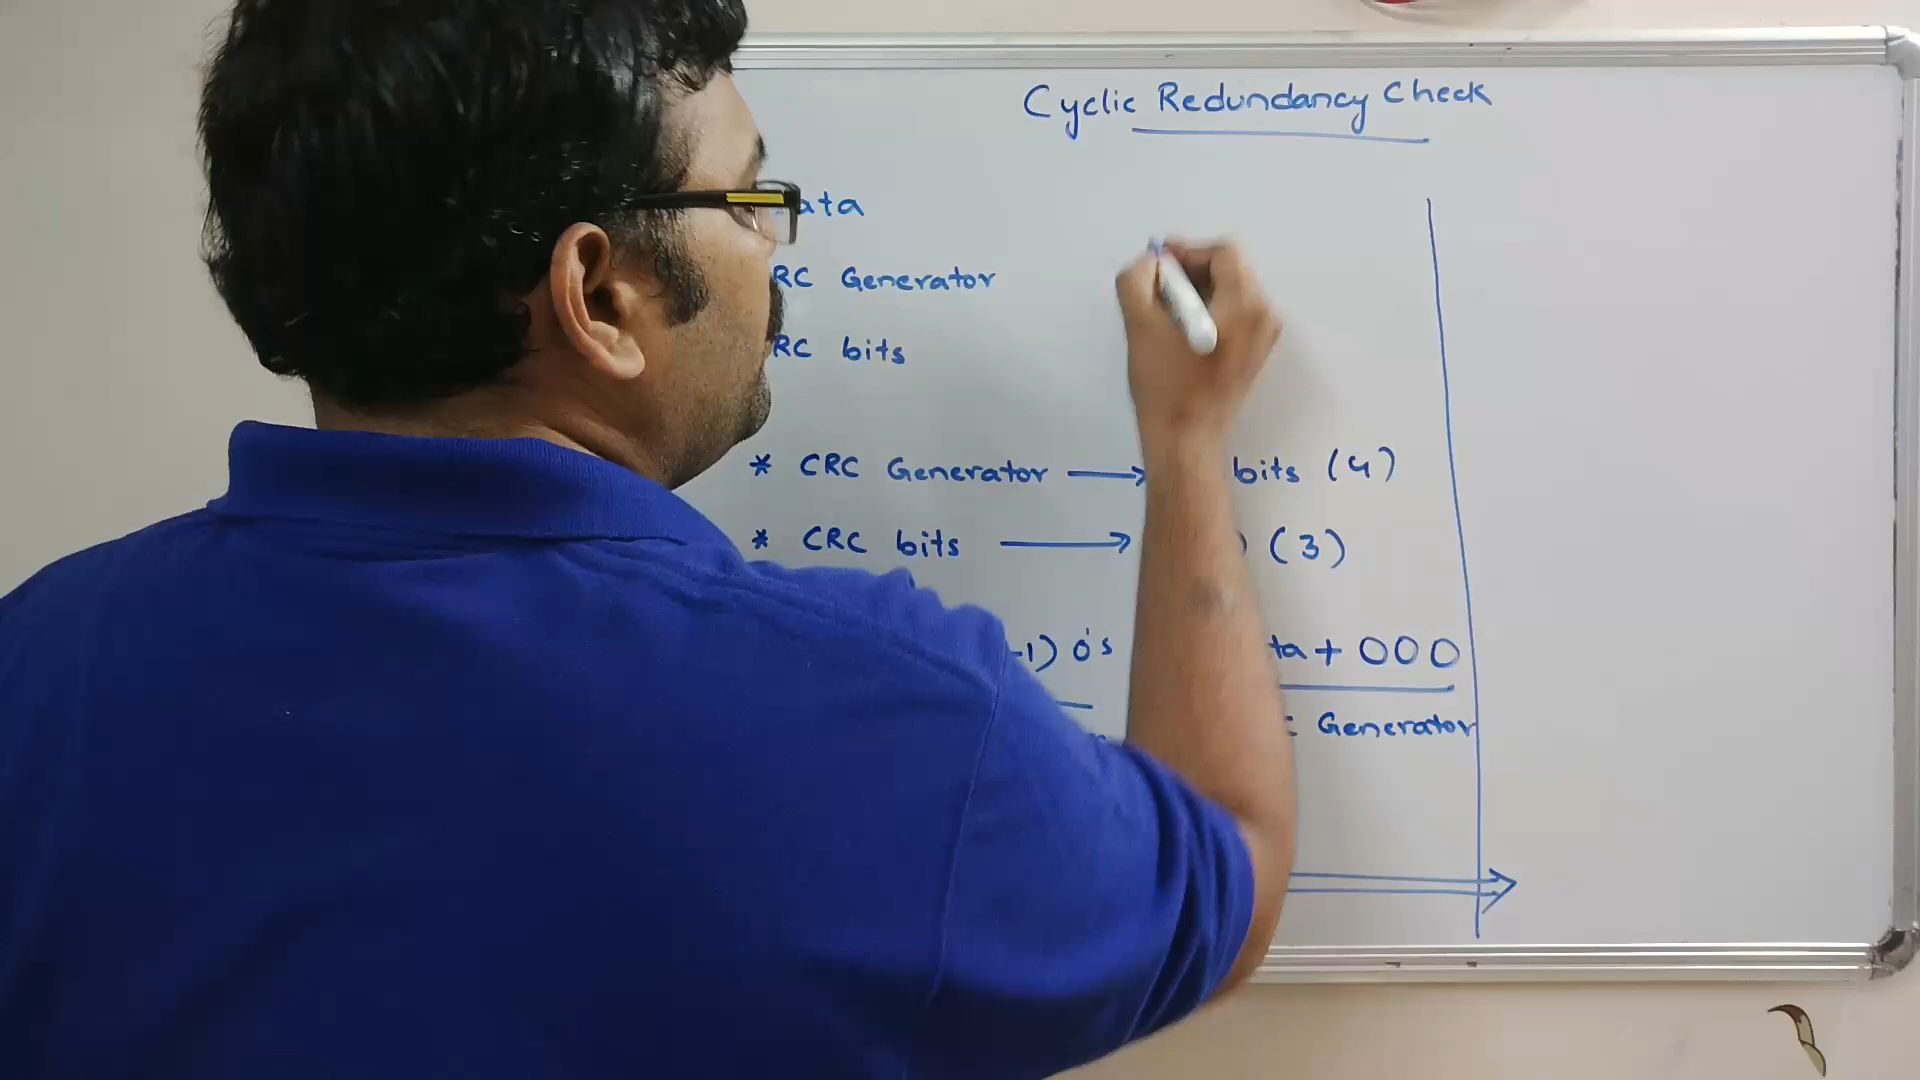 Cyclic Redundancy Check
ata
RC Generator
RC bits
* CRC Generator → bits (4)
* CRC bits → ) (3)
-1) 0's ta + 000
Generator